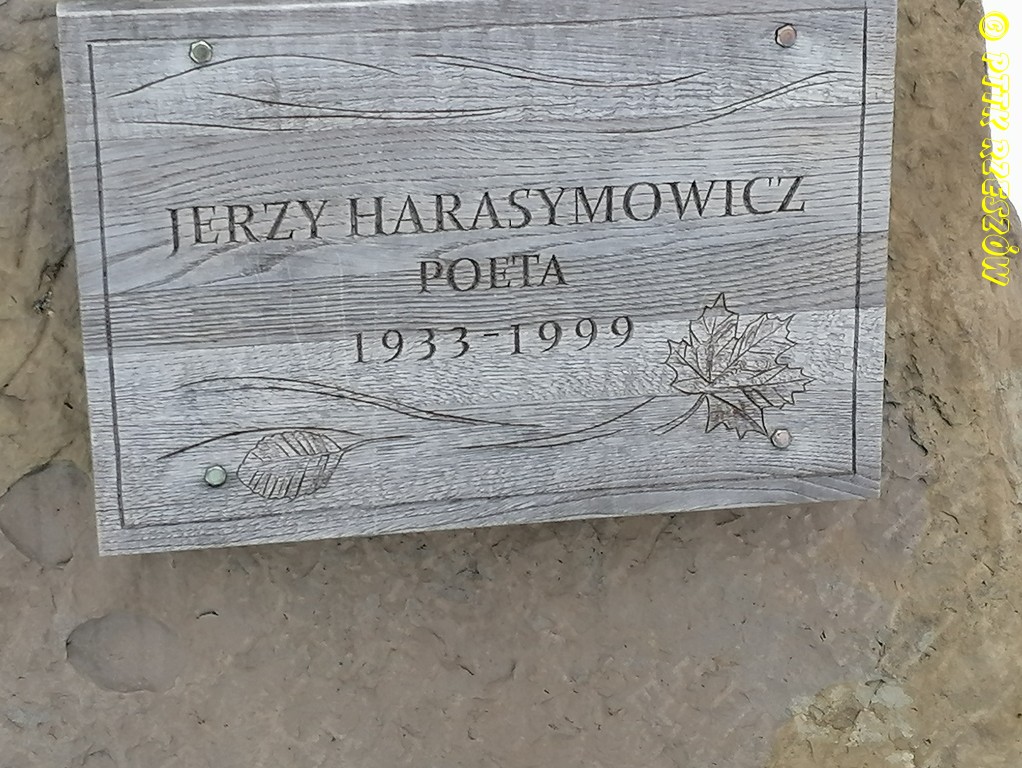 JERZY HARASYMOWICZ
POETA
1933-1999
© PTTK RZESZÓW